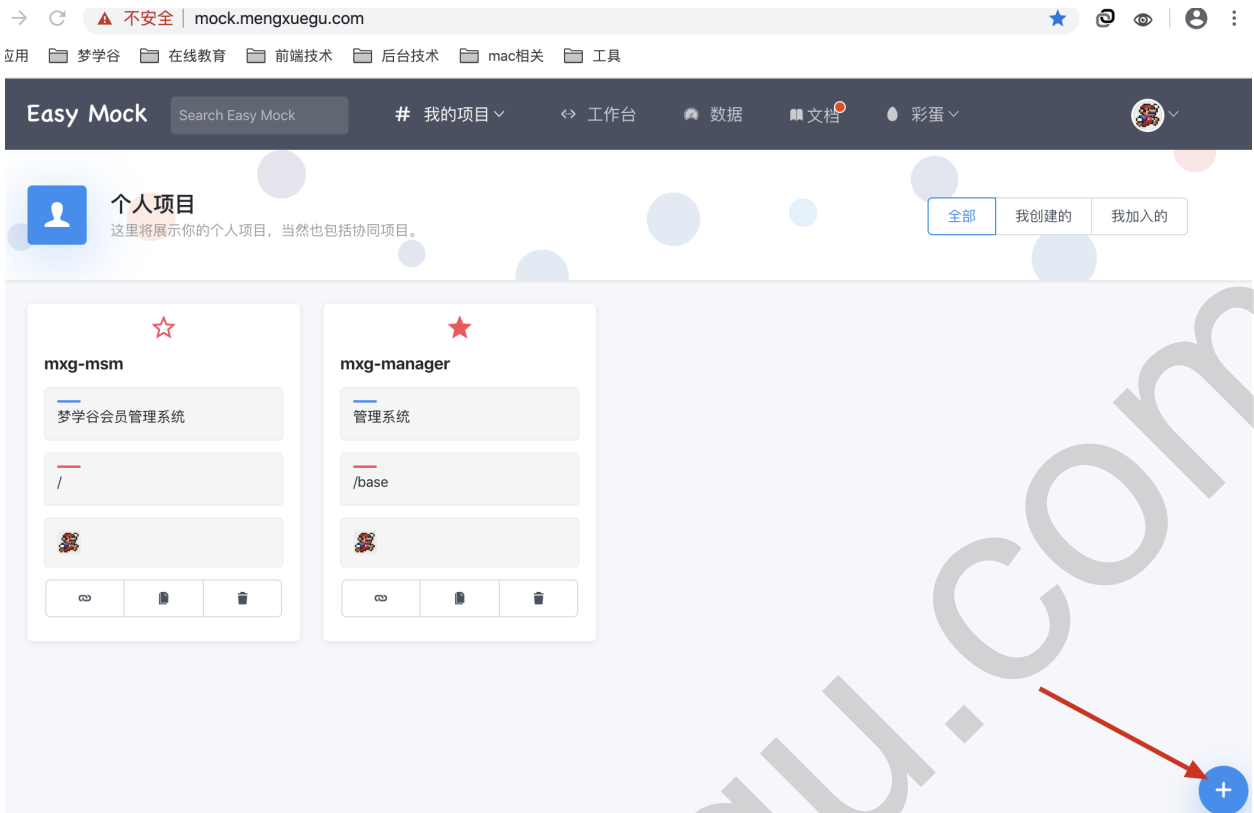 不安全 mock.mengxuegu.com
应用 梦学谷 在线教育 前端技术 后台技术 mac相关 工具
Easy Mock Search Easy Mock # 我的项目 工作台 数据 文档 彩蛋
个人项目
这里将展示你的个人项目，当然也包括协同项目。
全部 我创建的 我加入的
mxg-msm
梦学谷会员管理系统
/
mxg-manager
管理系统
/base
gu.com